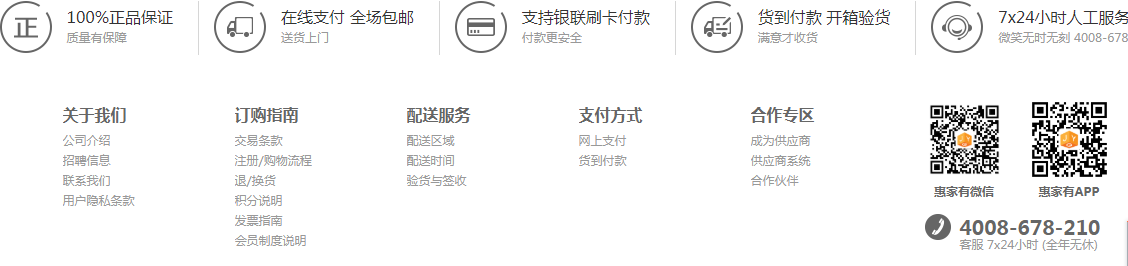 正
100%正品保证
质量有保障
在线支付 全场包邮
送货上门
支持银联刷卡付款
付款更安全
货到付款 开箱验货
满意才收货
7x24小时人工服务
微笑无时无刻 4008-678
关于我们
公司介绍
招聘信息
联系我们
用户隐私条款
订购指南
交易条款
注册/购物流程
退/换货
积分说明
发票指南
会员制度说明
配送服务
配送区域
配送时间
验货与签收
支付方式
网上支付
货到付款
合作专区
成为供应商
供应商系统
合作伙伴
惠家有微信
惠家有APP
4008-678-210
客服 7x24小时 (全年无休)